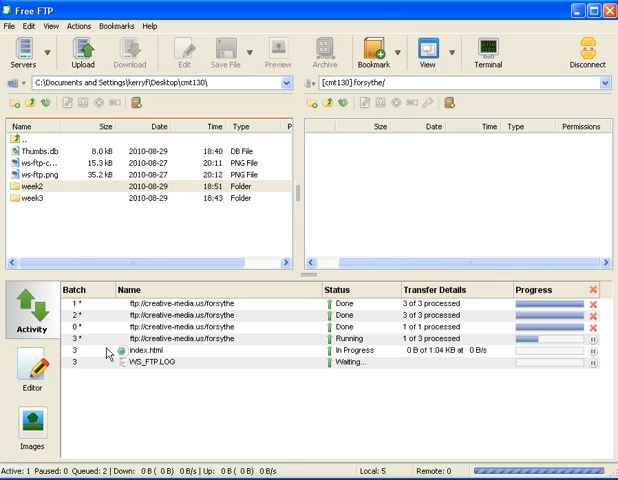 Free FTP
File Edit View Actions Bookmarks Help
Servers Upload Download Edit Save File Preview Archive Bookmark View Terminal Disconnect
C:\Documents and Settings\kerryf\Desktop\cmt130\
[cmt130] forsythe/
Name Size Date Time Type P
Size Date Time Type Permissions
..
Thumbs.db 8.0 kB 2010-08-29 18:40 DB File
ws-ftp-c... 15.3 kB 2010-08-29 20:11 PNG File
ws-ftp.png 35.2 kB 2010-08-29 20:12 PNG File
week2 2010-08-29 18:51 Folder
week3 2010-08-29 18:43 Folder
Activity
Editor
Images
Batch Name Status Transfer Details Progress
1 * ftp://creative-media.us/forsythe Done 3 of 3 processed
2 * ftp://creative-media.us/forsythe Done 3 of 3 processed
0 * ftp://creative-media.us/forsythe Done 1 of 1 processed
3 * ftp://creative-media.us/forsythe Running 1 of 3 processed
3 index.html In Progress 0 B of 1.04 KB at 0 B/s
3 WS_FTP.LOG Waiting...
Active: 1 Paused: 0 Queued: 2 | Down: 0 B ( 0 B) 0 B/s | Up: 0 B ( 0 B) 0 B/s Local: 5 Remote: 0